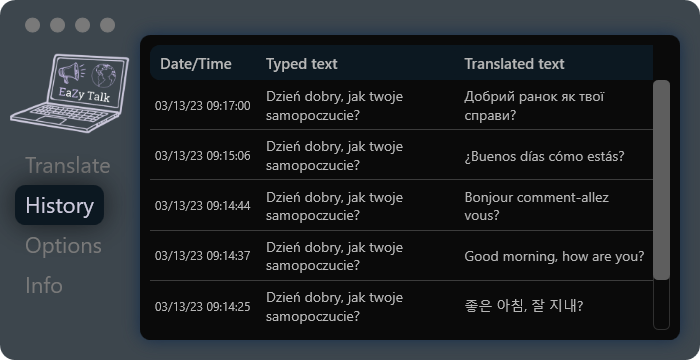 EaZy Talk
Translate
History
Options
Info
Date/Time Typed text Translated text
03/13/23 09:17:00 Dzień dobry, jak twoje samopoczucie? Добрий ранок як твої справи?
03/13/23 09:15:06 Dzień dobry, jak twoje samopoczucie? ¿Buenos días cómo estás?
03/13/23 09:14:44 Dzień dobry, jak twoje samopoczucie? Bonjour comment-allez vous?
03/13/23 09:14:37 Dzień dobry, jak twoje samopoczucie? Good morning, how are you?
03/13/23 09:14:25 Dzień dobry, jak twoje samopoczucie? 좋은 아침, 잘 지내?